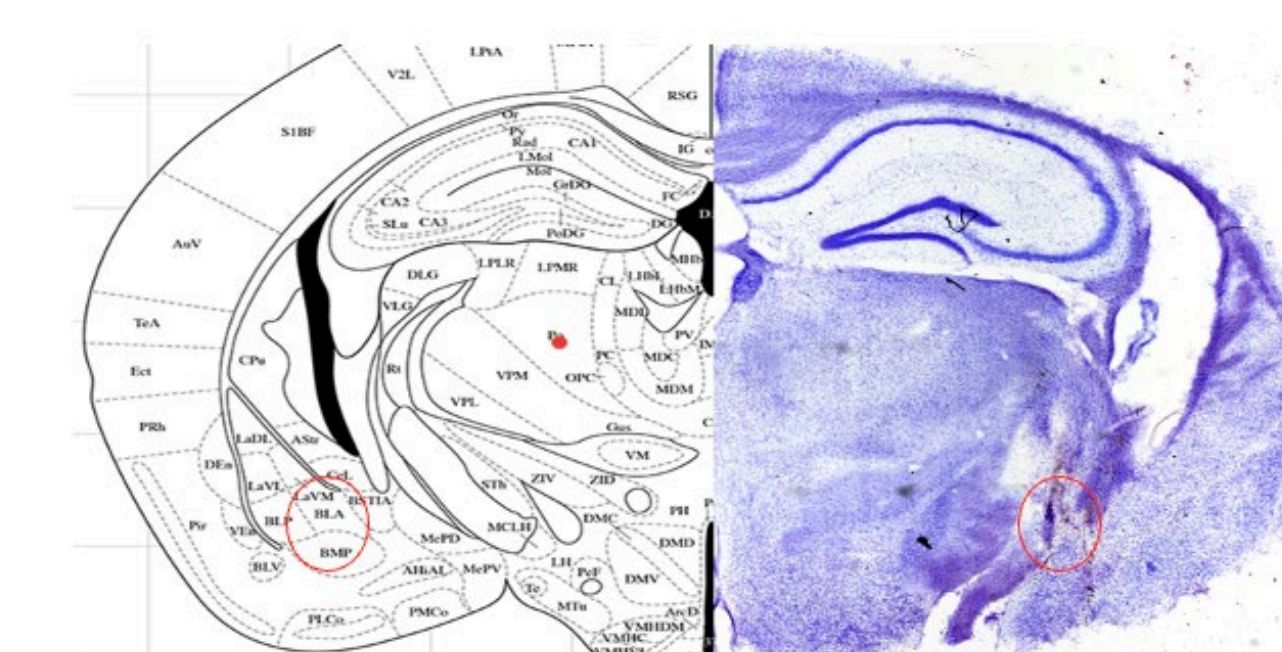 LPtA
V2L
RSG
S1BF
Or
Py
Rad
CA1
LMol
Mol
IG
GrDG
CA2
FC
SLu
CA3
DG
PoDG
AuV
MHb
LPLR
LPMR
DLG
CL
LHbL
LHbM
VLG
MDL
TeA
PV
CPu
PC
MDC
Ect
Rt
VPM
OPC
MDM
VPL
PRh
Gus
LaDL
AStr
VM
DEn
CeL
ZIV
ZID
LaVL
STh
LaVM
BSTIA
PH
BLA
BLP
DMC
Pir
VEn
MCLH
BMP
MePD
DMD
BLV
AHiAL
MePV
LH
PeF
DMV
Te
MTu
PLCo
PMCo
ArcD
VMHDM
VMHC